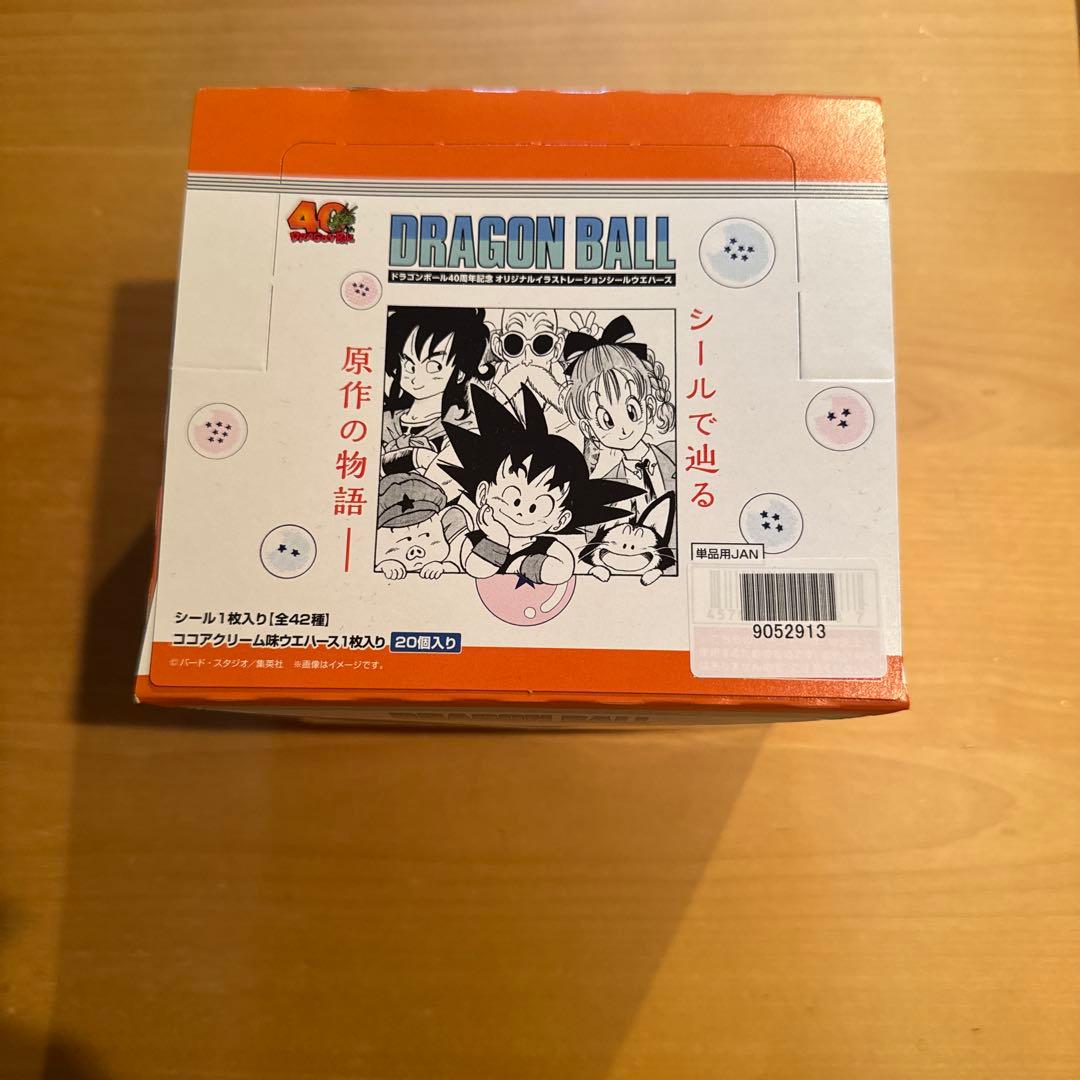 40
DRAGON BALL
DRAGON BALL
ドラゴンボール40周年記念 オリジナルイラストレーションシールウエハース
シールで辿る
原作の物語
単品用JAN
9052913
シール1枚入り【全42種】
ココアクリーム味ウエハース1枚入り 20個入り
©バード・スタジオ/集英社 ※画像はイメージです。
DRAGON BALL